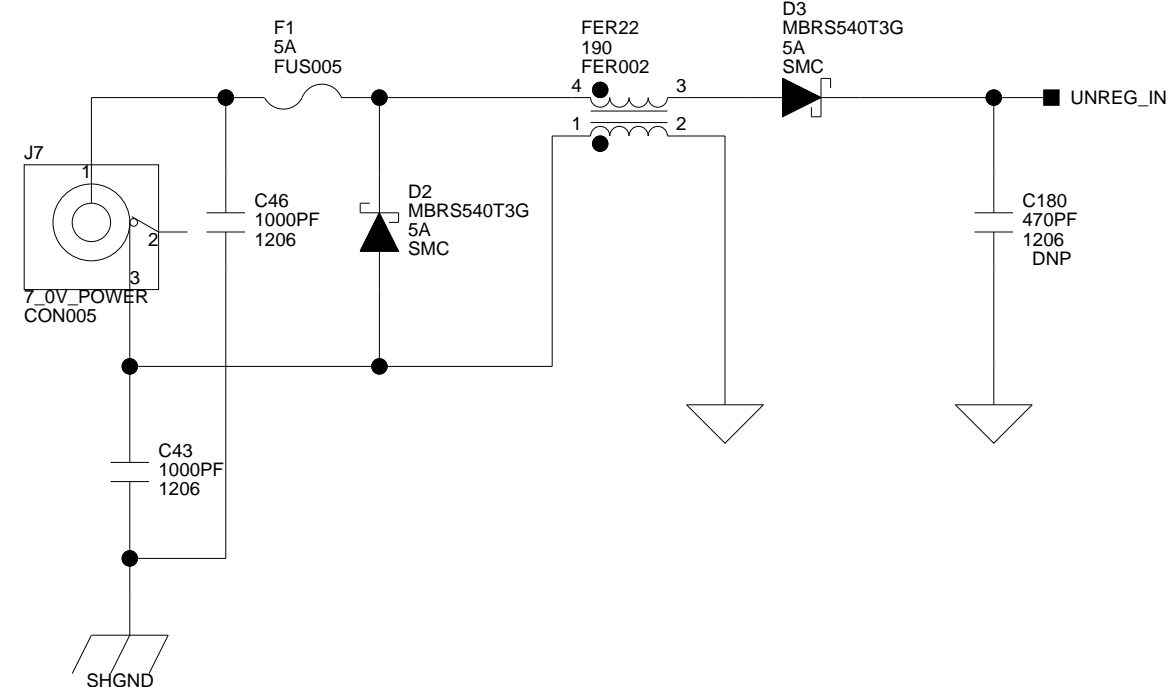 F1
5A
FUS005
FER22
190
FER002
D3
MBRS540T3G
5A
SMC
4
3
1
2
UNREG_IN
J7
1
2
3
7_0V_POWER
CON005
C46
1000PF
1206
D2
MBRS540T3G
5A
SMC
C180
470PF
1206
DNP
C43
1000PF
1206
SHGND